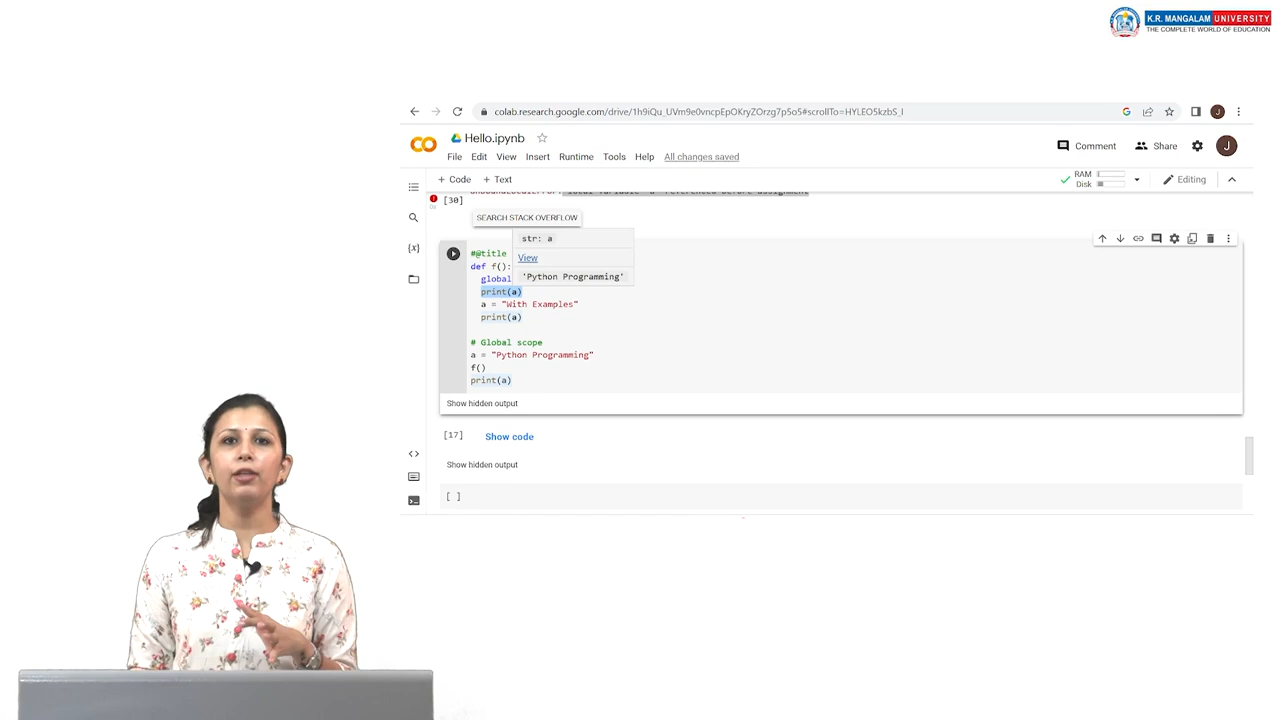 K.R. MANGALAM UNIVERSITY
THE COMPLETE WORLD OF EDUCATION
colab.research.google.com/drive/1h9iQu_UVm9e0vncpEpOKryZOrzg7p5o5#scrollTo=HYLEO5kzbS_I
J
CO
Hello.ipynb
File Edit View Insert Runtime Tools Help All changes saved
Comment Share J
+ Code + Text
RAM
Disk
Editing
[30]
SEARCH STACK OVERFLOW
str: a
View
'Python Programming'
#@title
def f():
global
print(a)
a = "With Examples"
print(a)
# Global scope
a = "Python Programming"
f()
print(a)
Show hidden output
[17] Show code
Show hidden output
[ ]